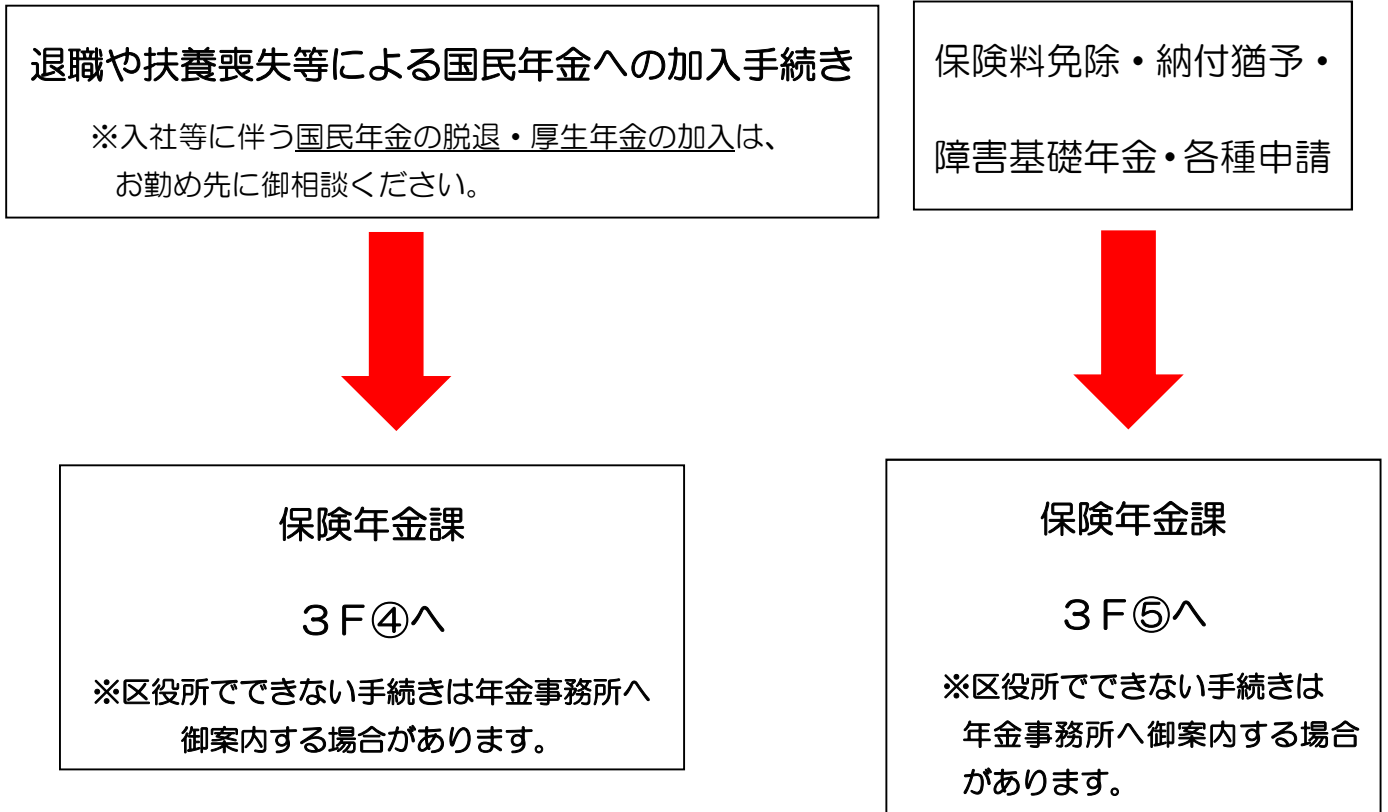 退職や扶養喪失等による国民年金への加入手続き
※入社等に伴う国民年金の脱退・厚生年金の加入は、
お勤め先に御相談ください。
保険料免除・納付猶予・
障害基礎年金・各種申請
保険年金課
３Ｆ④へ
※区役所でできない手続きは年金事務所へ
御案内する場合があります。
保険年金課
３Ｆ⑤へ
※区役所でできない手続きは
年金事務所へ御案内する場合
があります。